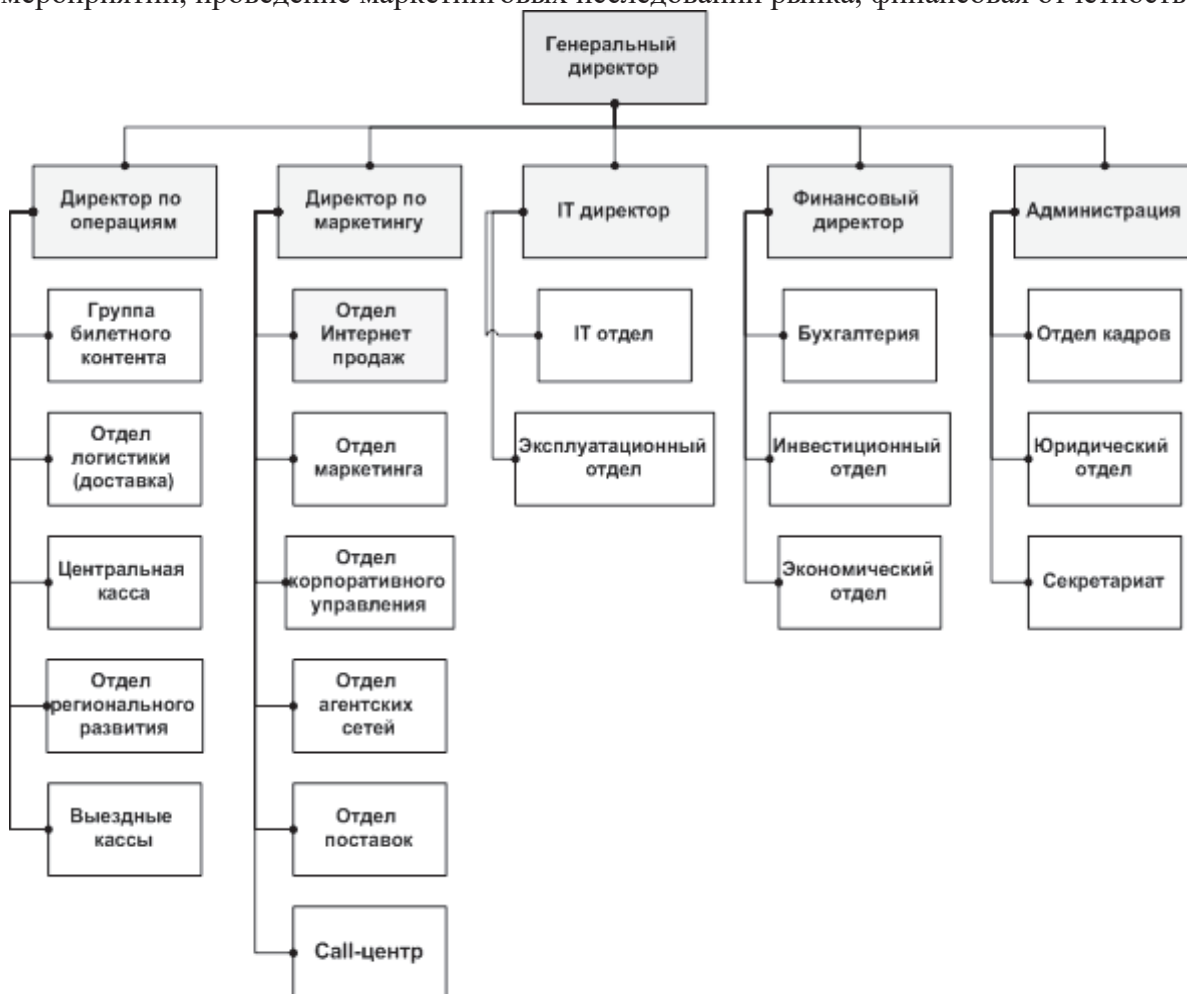 мероприятий, проведение маркетинговых исследований рынка, финансовая отчетность
Генеральный
директор
Директор по
операциям
Директор по
маркетингу
IT директор
Финансовый
директор
Администрация
Группа
билетного
контента
Отдел
Интернет
продаж
IT отдел
Бухгалтерия
Отдел кадров
Отдел
логистики
(доставка)
Отдел
маркетинга
Эксплуатационный
отдел
Инвестиционный
отдел
Юридический
отдел
Центральная
касса
Отдел
корпоративного
управления
Экономический
отдел
Секретариат
Отдел
регионального
развития
Отдел
агентских
сетей
Выездные
кассы
Отдел
поставок
Call-центр